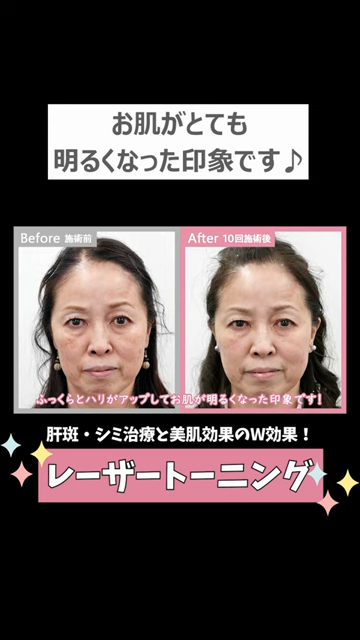 お肌がとても
明るくなった印象です♪
Before 施術前
After 10回施術後
ふっくらとハリがアップしてお肌が明るくなった印象です!
肝斑・シミ治療と美肌効果のW効果！
レーザートーニング